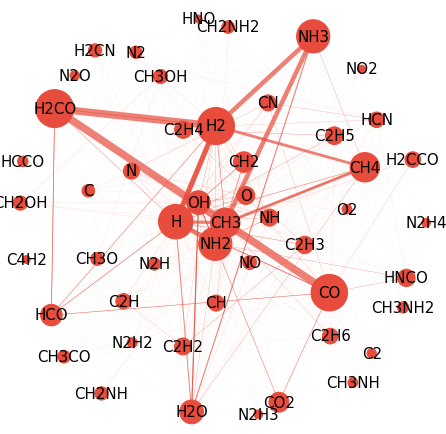 HNO
CH2NH2
NH3
H2CN
N2
NO2
N2O
CH3OH
CN
H2CO
HCN
H2
C2H4
C2H5
HCCO
CH2
H2CCO
N
CH4
C
O
OH
CH2OH
O2
NH
H
CH3
N2H4
NH2
C2H3
C4H2
CH3O
N2H
NO
HNCO
CO
C2H
CH
CH3NH2
HCO
C2H6
N2H2
C2H2
CH3CO
C2
CH3NH
CH2NH
CO2
H2O
N2H3